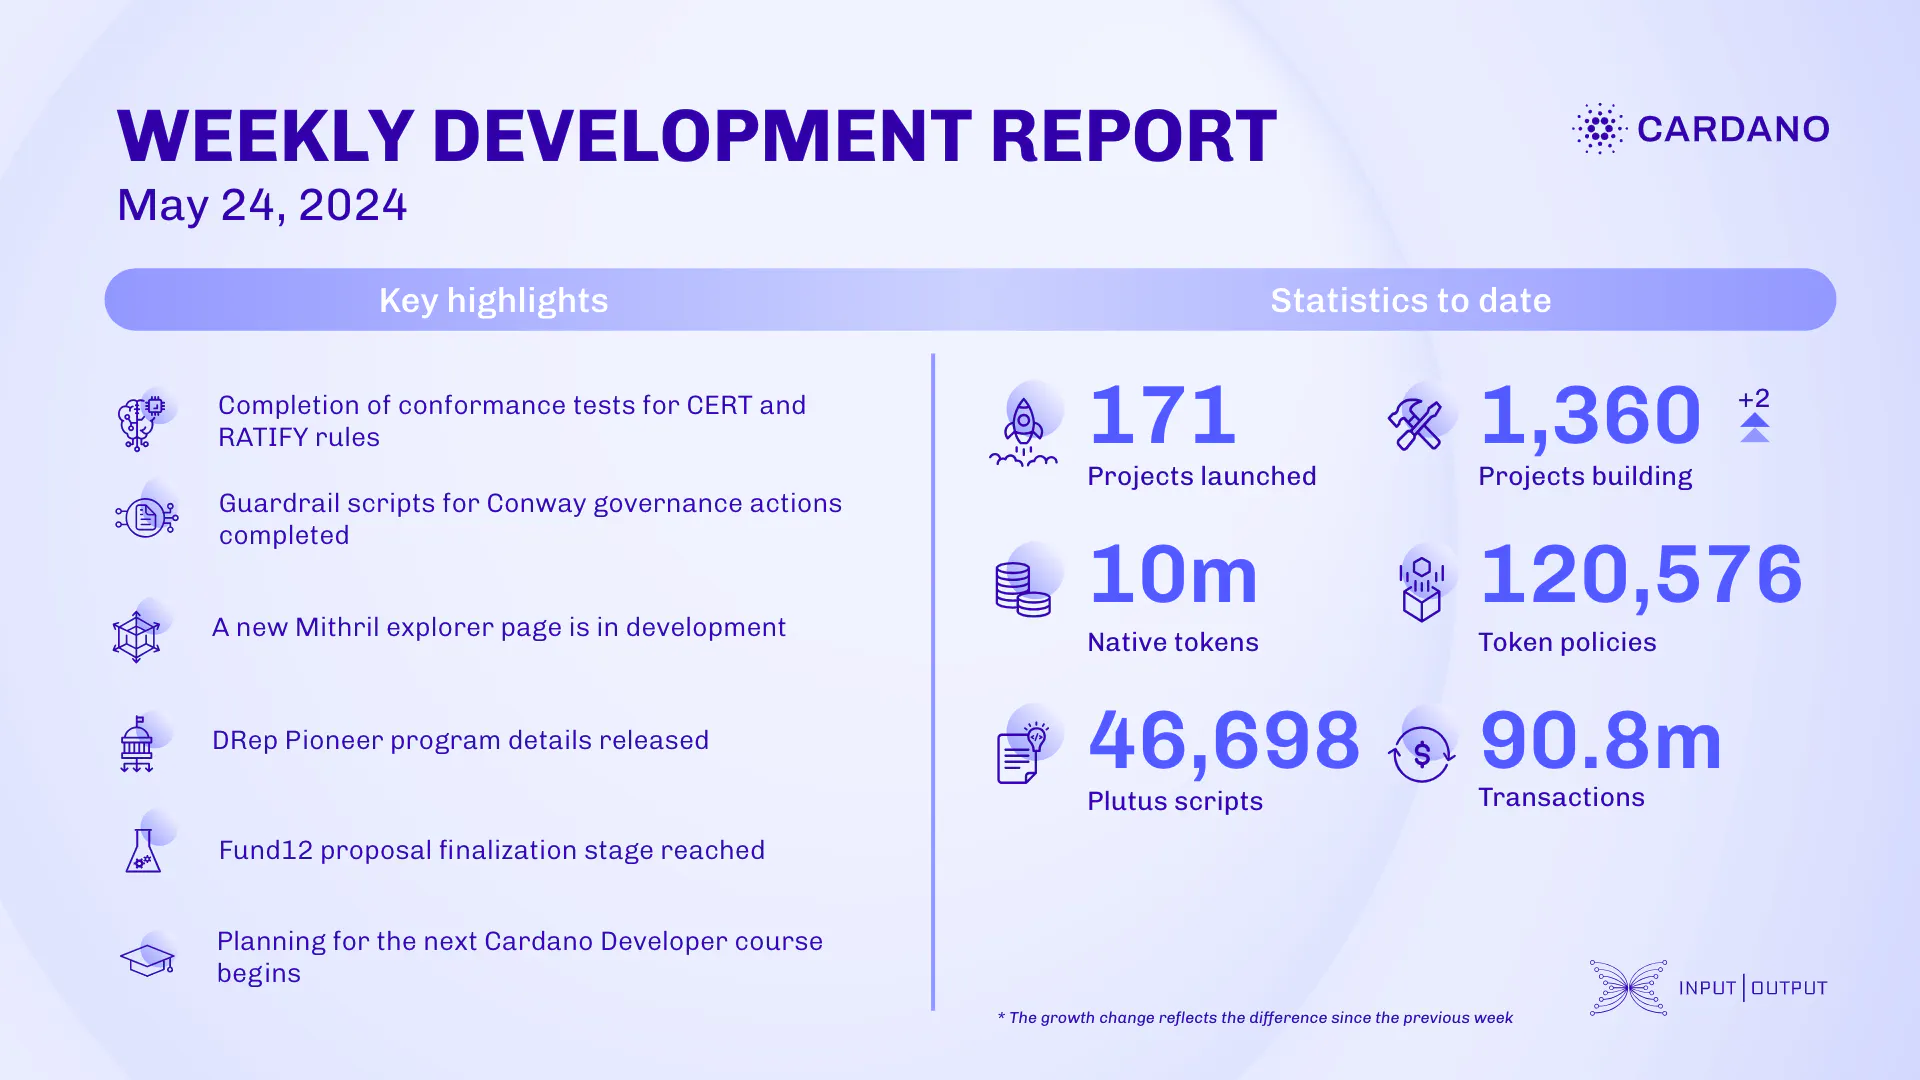 WEEKLY DEVELOPMENT REPORT
May 24, 2024
CARDANO
Key highlights
Completion of conformance tests for CERT and
RATIFY rules
Guardrail scripts for Conway governance actions
completed
A new Mithril explorer page is in development
DRep Pioneer program details released
Fund12 proposal finalization stage reached
Planning for the next Cardano Developer course
begins
Statistics to date
171
Projects launched
1,360
+2
Projects building
10m
Native tokens
120,576
Token policies
46,698
Plutus scripts
$
90.8m
Transactions
* The growth change reflects the difference since the previous week
INPUT|OUTPUT